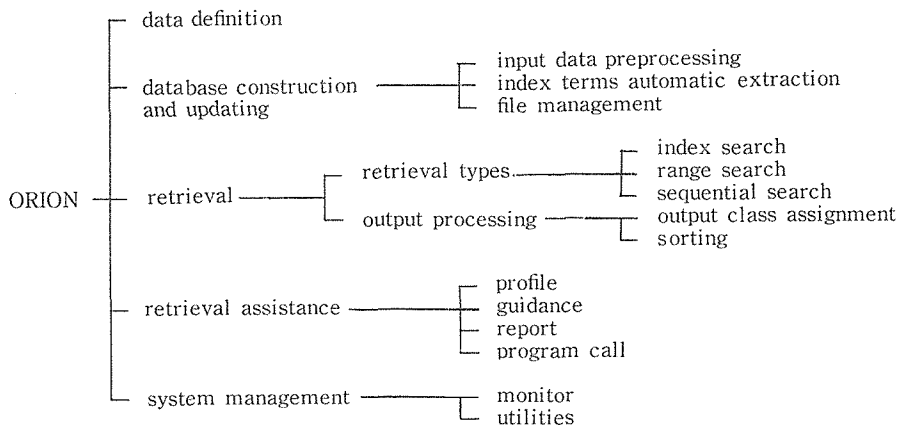 data definition
database construction
and updating
input data preprocessing
index terms automatic extraction
file management
ORION
retrieval
retrieval types
index search
range search
sequential search
output processing
output class assignment
sorting
retrieval assistance
profile
guidance
report
program call
system management
monitor
utilities